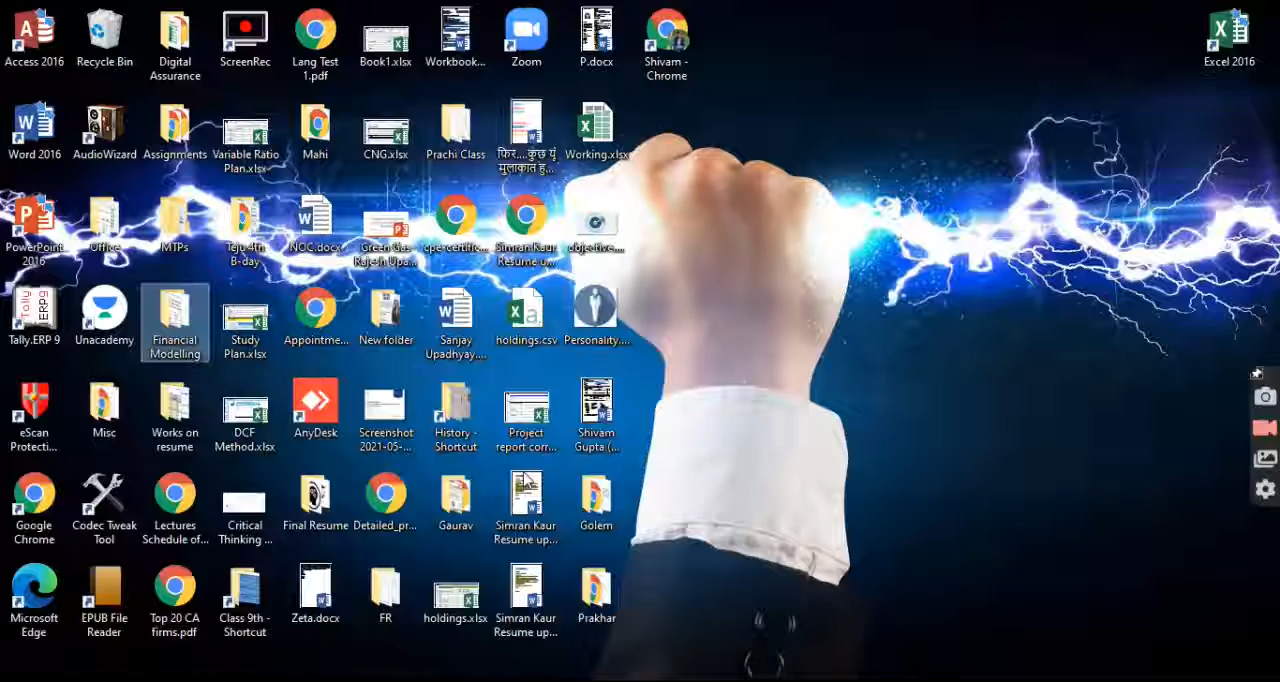 Access 2016
Recycle Bin
Digital
Assurance
ScreenRec
Lang Test
1.pdf
Book1.xlsx
Workbook...
Zoom
P.docx
Shivam -
Chrome
Excel 2016
Word 2016
AudioWizard
Assignments
Variable Ratio
Plan.xlsx
Mahi
CNG.xlsx
Prachi Class
फिर....कुछ यूं
मुलाकात हु...
Working.xlsx
PowerPoint
2016
Office
MTPs
Teju 4th
B-day
NOC.docx
Green Gas-
Rajesh Upa...
cpe-certific...
Simran Kaur
Resume u...
objective....
Tally.ERP 9
Unacademy
Financial
Modelling
Study
Plan.xlsx
Appointme...
New folder
Sanjay
Upadhyay....
holdings.csv
Personality....
eScan
Protecti...
Misc
Works on
resume
DCF
Method.xlsx
AnyDesk
Screenshot
2021-05-...
History -
Shortcut
Project
report corr...
Shivam
Gupta (...
Google
Chrome
Codec Tweak
Tool
Lectures
Schedule of...
Critical
Thinking ...
Final Resume
Detailed_pr...
Gaurav
Simran Kaur
Resume up...
Golem
Microsoft
Edge
EPUB File
Reader
Top 20 CA
firms.pdf
Class 9th -
Shortcut
Zeta.docx
FR
holdings.xlsx
Simran Kaur
Resume up...
Prakhar